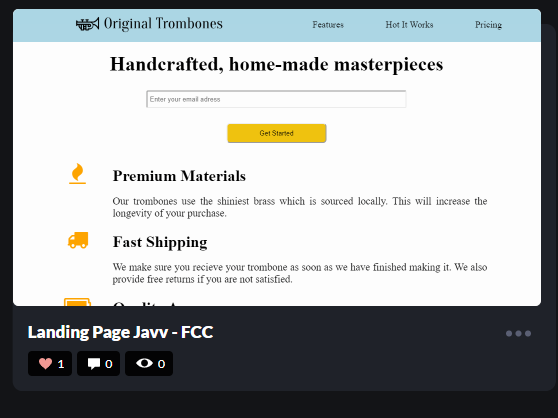 Original Trombones
Features
Hot It Works
Pricing
Handcrafted, home-made masterpieces
Enter your email adress
Get Started
Premium Materials
Our trombones use the shiniest brass which is sourced locally. This will increase the
longevity of your purchase.
Fast Shipping
We make sure you recieve your trombone as soon as we have finished making it. We also
provide free returns if you are not satisfied.
Landing Page Javv - FCC
1
0
0